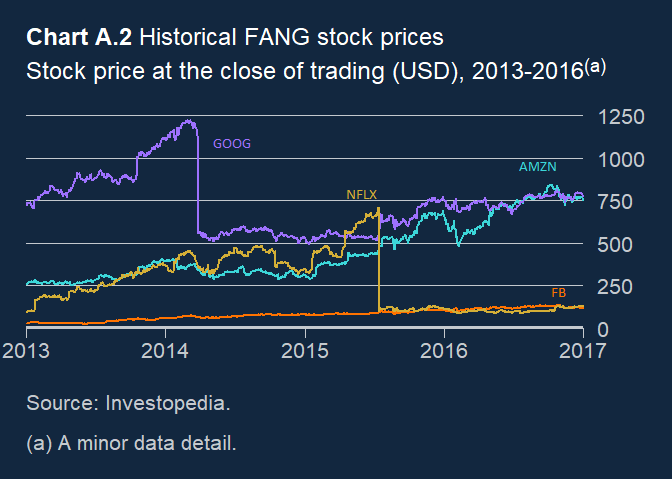 Chart A.2 Historical FANG stock prices
Stock price at the close of trading (USD), 2013-2016(a)
1250
GOOG
1000
AMZN
NFLX
750
500
250
FB
0
2013 2014 2015 2016 2017
Source: Investopedia.
(a) A minor data detail.